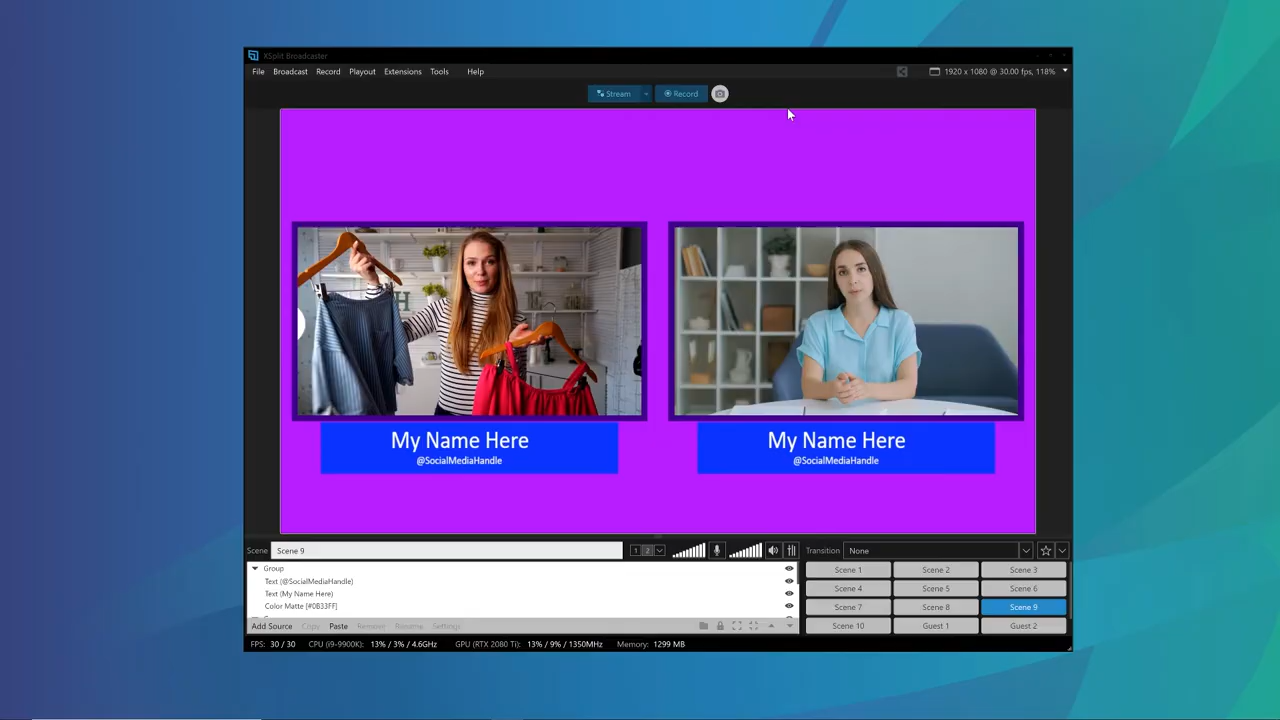 XSplit Broadcaster
File Broadcast Record Playout Extensions Tools Help
1920 x 1080 @ 30.00 fps, 118%
Stream Record
My Name Here
@SocialMediaHandle
My Name Here
@SocialMediaHandle
Scene Scene 9 1 2 Transition None
Group
Text (@SocialMediaHandle)
Text (My Name Here)
Color Matte [#0B33FF]
Add Source Copy Paste Remove Rename Settings
Scene 1 Scene 2 Scene 3
Scene 4 Scene 5 Scene 6
Scene 7 Scene 8 Scene 9
Scene 10 Guest 1 Guest 2
FPS: 30 / 30 CPU (i9-9900K): 13% / 3% / 4.6GHz GPU (RTX 2080 Ti): 13% / 9% / 1350MHz Memory: 1299 MB